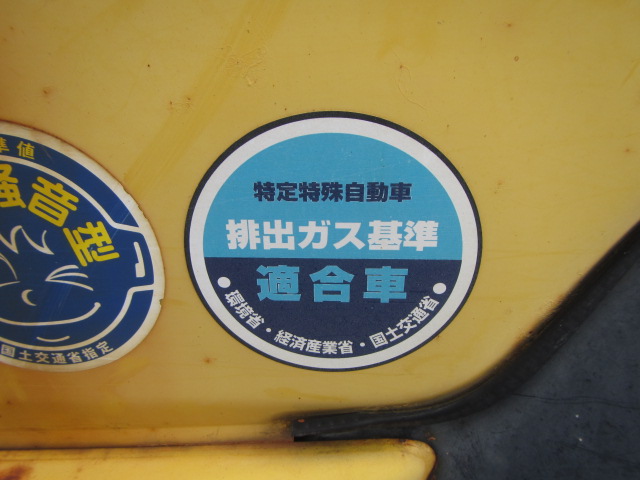 準値
騒音型
国土交通省指定
特定特殊自動車
排出ガス基準
適合車
環境省・経済産業省・国土交通省